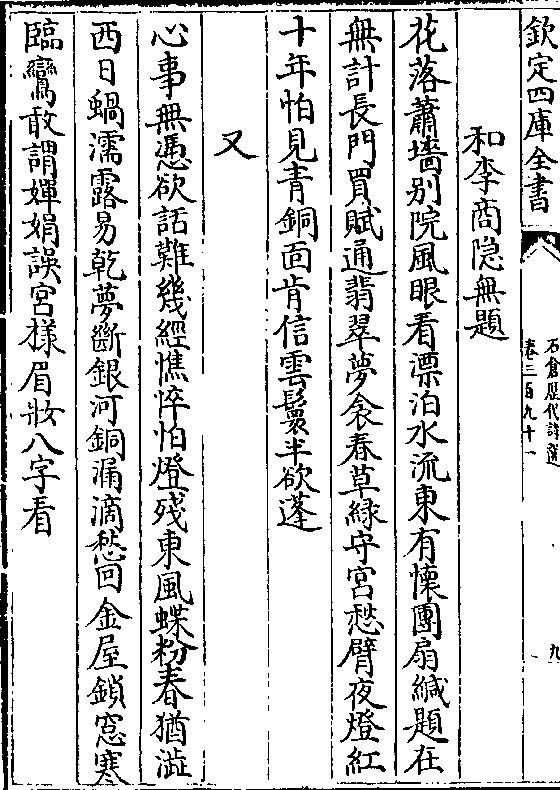 欽定四庫全書
石倉歷代詩選
卷三百九十一
九
和李商隐無題
花落蕭墻别院風眼看漂泊水流東有懐團扇緘題在
無計長門買賦通翡翠夢衾春草緑守宮愁臂夜燈紅
十年怕見青銅面肯信雲鬟半欲蓬
又
心事無憑欲話難幾經憔悴怕燈殘東風蝶粉春猶澁
西日蝸濡露易乾夢斷銀河銅漏滴愁回金屋鎖窓寒
臨鸞敢謂嬋娟誤宮様眉妝八字看